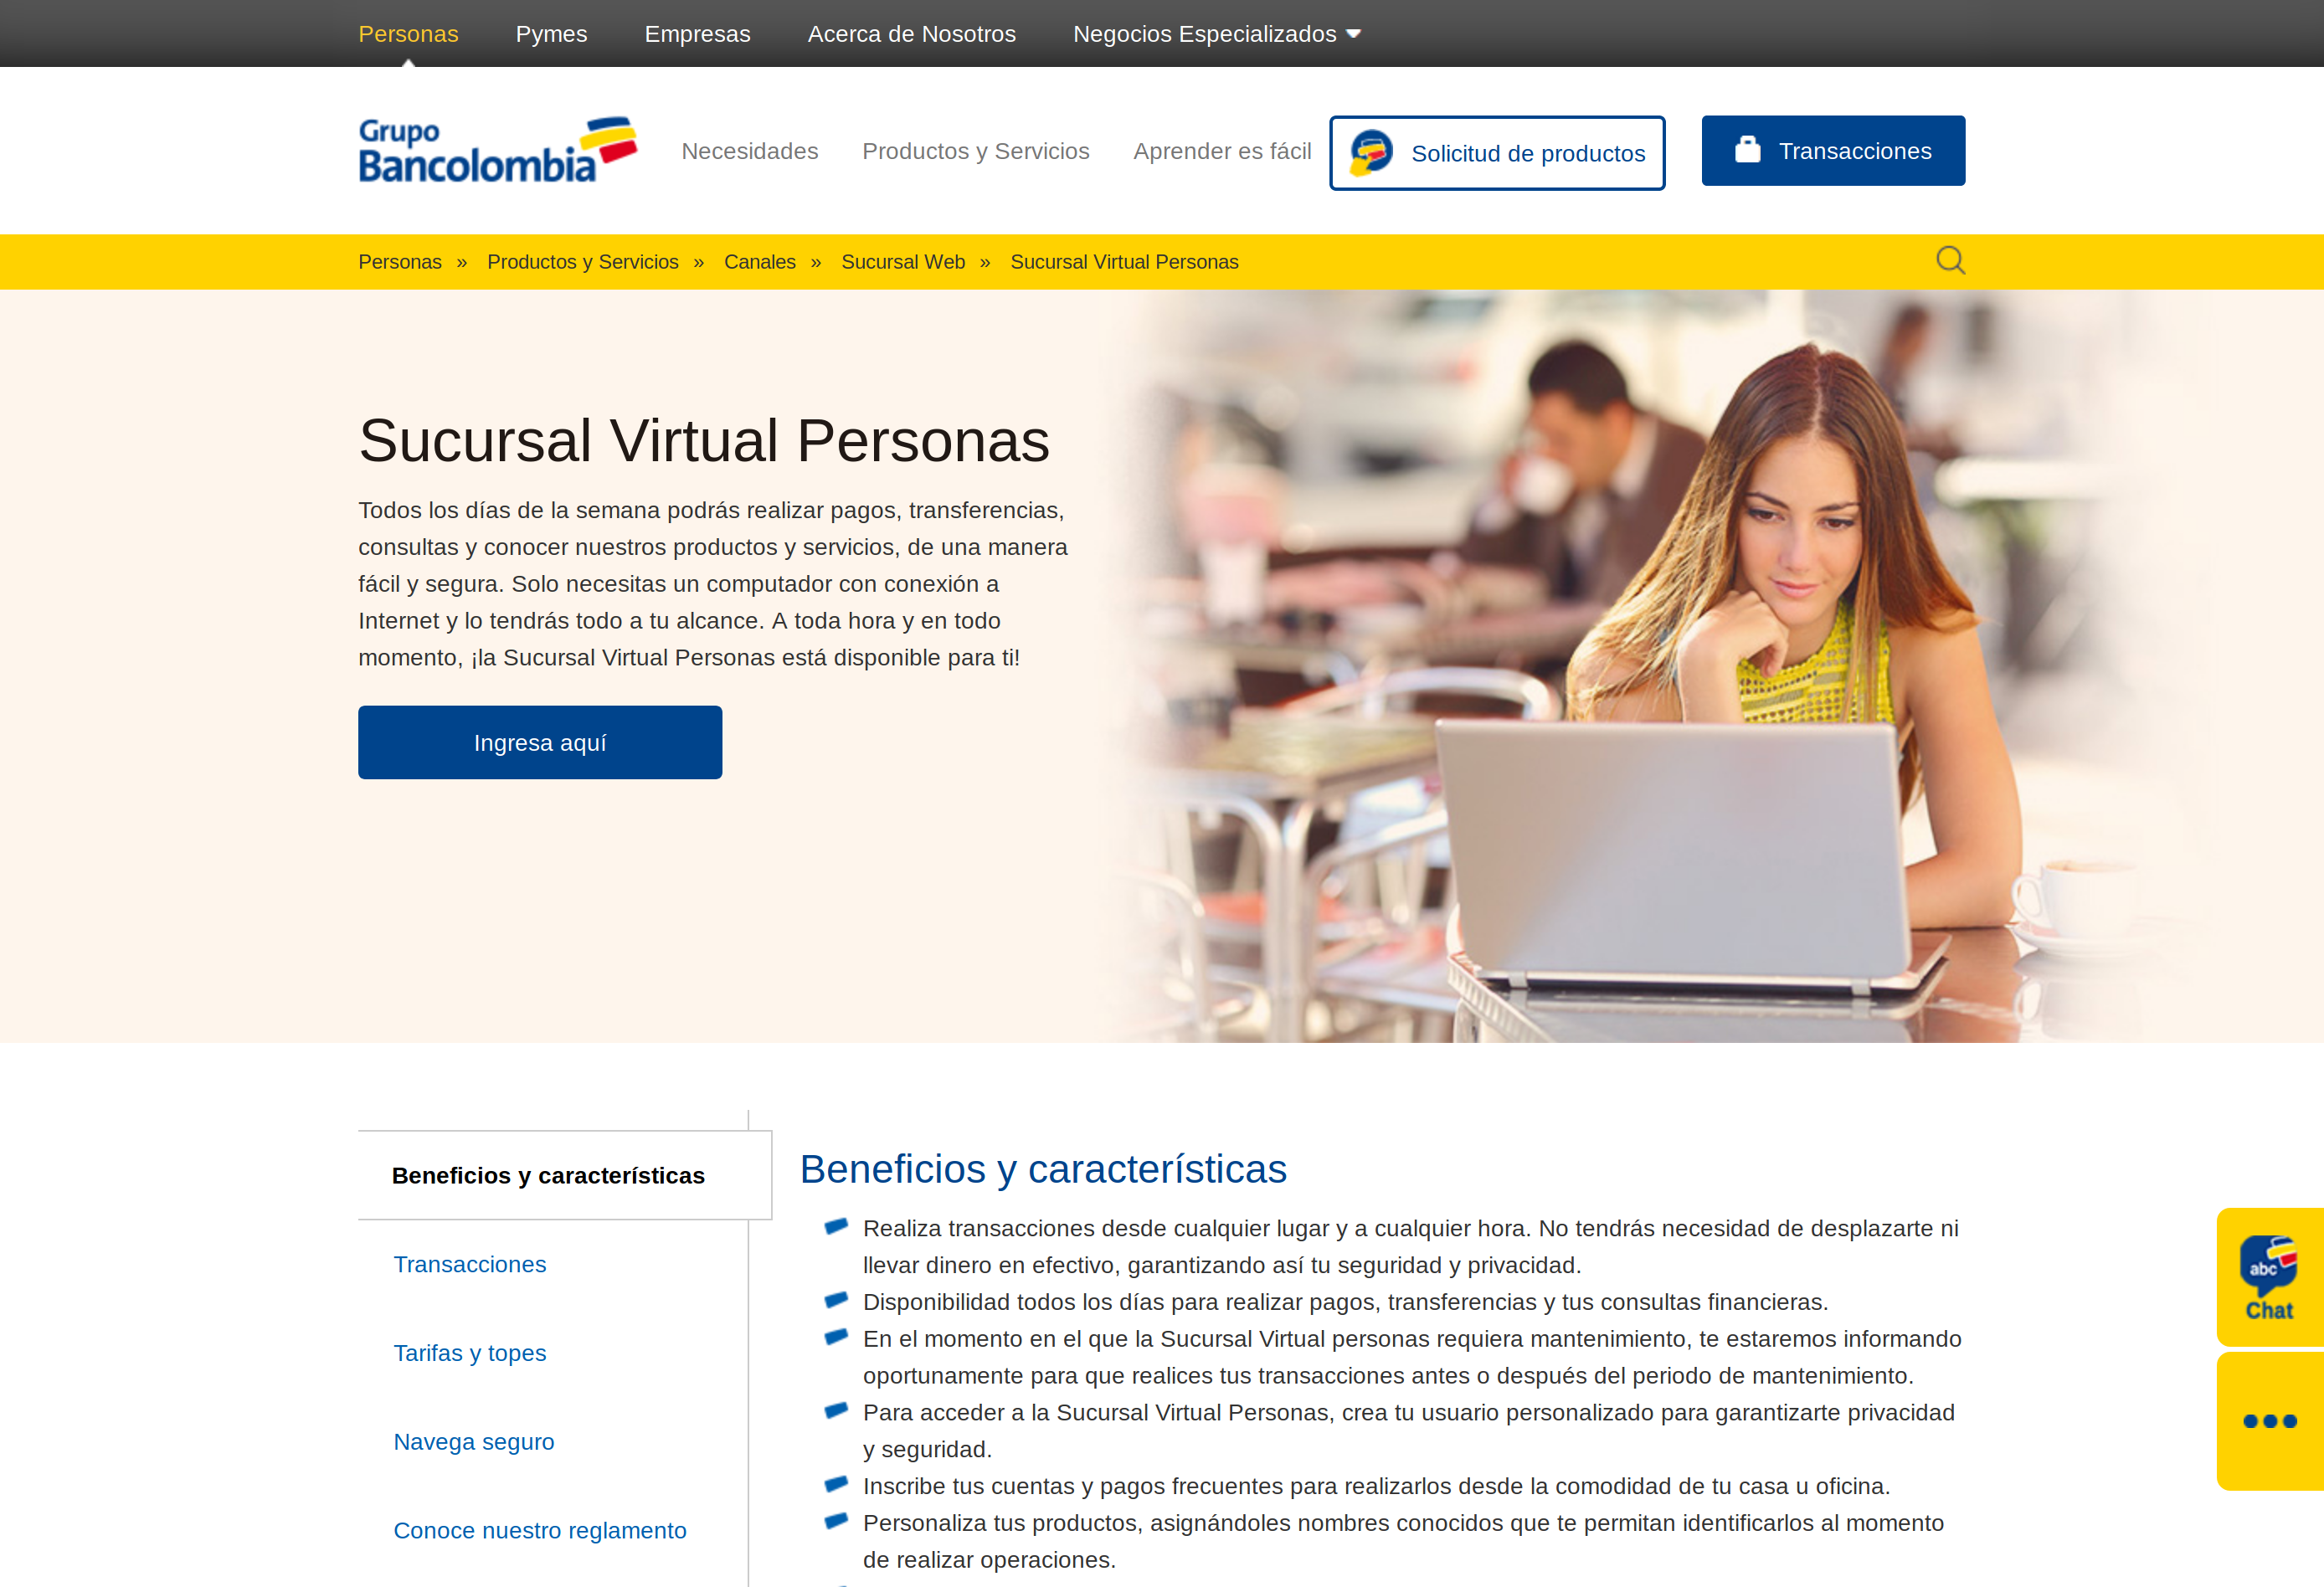 Personas
Pymes
Empresas
Acerca de Nosotros
Negocios Especializados
Grupo
Bancolombia
Necesidades
Productos y Servicios
Aprender es fácil
Solicitud de productos
Transacciones
Personas » Productos y Servicios » Canales » Sucursal Web » Sucursal Virtual Personas
Sucursal Virtual Personas
Todos los días de la semana podrás realizar pagos, transferencias,
consultas y conocer nuestros productos y servicios, de una manera
fácil y segura. Solo necesitas un computador con conexión a
Internet y lo tendrás todo a tu alcance. A toda hora y en todo
momento, ¡la Sucursal Virtual Personas está disponible para ti!
Ingresa aquí
Beneficios y características
Transacciones
Tarifas y topes
Navega seguro
Conoce nuestro reglamento
Beneficios y características
Realiza transacciones desde cualquier lugar y a cualquier hora. No tendrás necesidad de desplazarte ni
llevar dinero en efectivo, garantizando así tu seguridad y privacidad.
Disponibilidad todos los días para realizar pagos, transferencias y tus consultas financieras.
En el momento en el que la Sucursal Virtual personas requiera mantenimiento, te estaremos informando
oportunamente para que realices tus transacciones antes o después del periodo de mantenimiento.
Para acceder a la Sucursal Virtual Personas, crea tu usuario personalizado para garantizarte privacidad
y seguridad.
Inscribe tus cuentas y pagos frecuentes para realizarlos desde la comodidad de tu casa u oficina.
Personaliza tus productos, asignándoles nombres conocidos que te permitan identificarlos al momento
de realizar operaciones.
abc
Chat